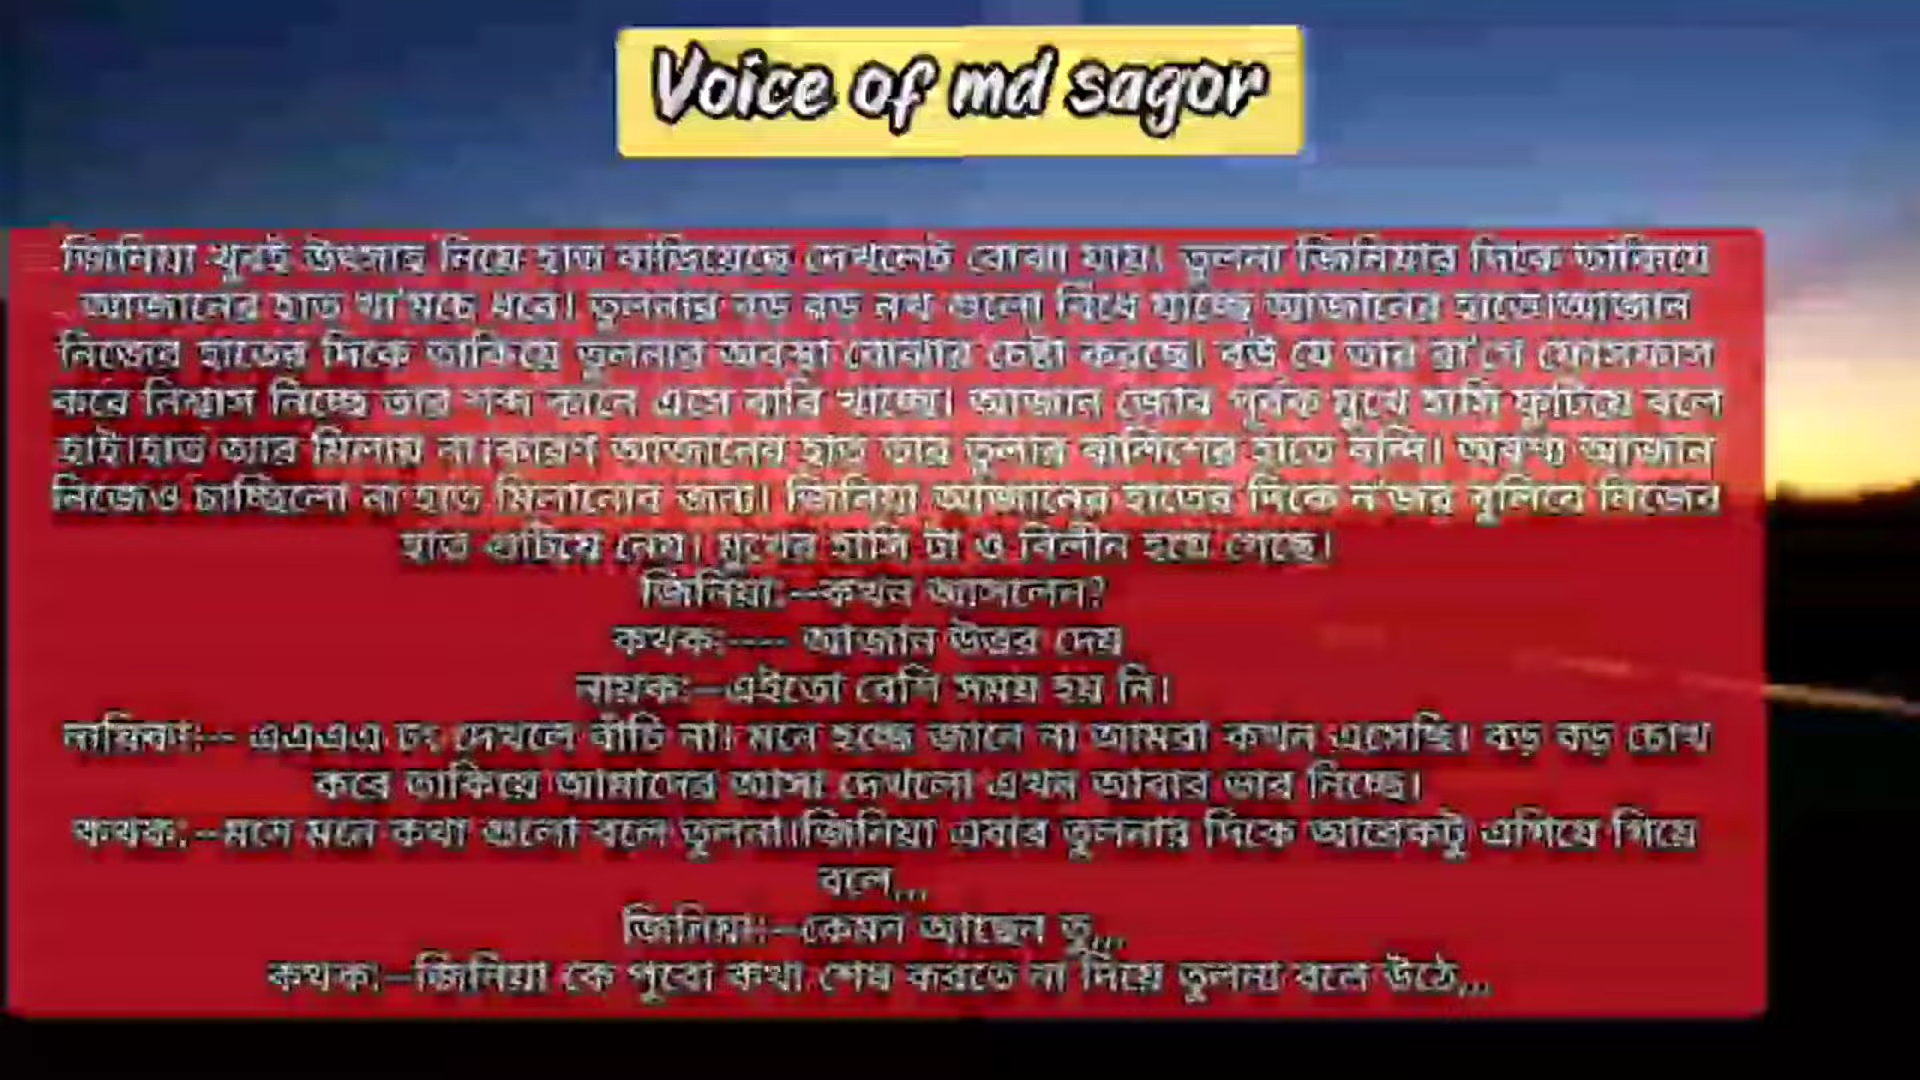 Voice of md sagor
জিনিয়া খুবই উৎসাহ নিয়ে হাত বাড়িয়েছে দেখলেই বোঝা যায়। তুলনা জিনিয়ার দিকে তাকিয়ে
আজানের হাত খা'মচে ধরে। তুলনার বড় বড় নখ গুলো বিধে যাচ্ছে আজানের হাতে।আজান
নিজের হাতের দিকে তাকিয়ে তুলনার অবস্থা বোঝার চেষ্টা করছে। বউ যে তার রা'গে ফোসফোস
করে নিশ্বাস নিচ্ছে তার শব্দ কানে এসে বারি খাচ্ছে। আজান জোর পূর্বক মুখে হাসি ফুটিয়ে বলে
হাই।হাত আর মিলায় না।কারণ আজানের হাত তার তুলার বালিশের হাতে বন্দি। অবশ্য আজান
নিজেও চাচ্ছিলো না হাত মিলানোর জন্য। জিনিয়া আজানের হাতের দিকে ন'জর বুলিবে নিজের
হাত গুটিয়ে নেয়। মুখের হাসি টা ও বিলীন হয়ে গেছে।
জিনিয়া:--কখন আসলেন?
কথক:---- আজান উত্তর দেয়
নায়ক:--এইতো বেশি সময় হয় নি।
নায়িকা:-- এএএএ ঢং দেখলে বাঁচি না। মনে হচ্ছে জানে না আমরা কখন এসেছি। বড় বড় চোখ
করে তাকিয়ে আমাদের আসা দেখলো এখন আবার ভাব নিচ্ছে।
কথক:--মনে মনে কথা গুলো বলে তুলনা।জিনিয়া এবার তুলনার দিকে আরেকটু এগিয়ে গিয়ে
বলে,,,
জিনিয়া:--কেমন আছেন তু,,,
কথক:--জিনিয়া কে পুরো কথা শেষ করতে না দিয়ে তুলনা বলে উঠে,,,